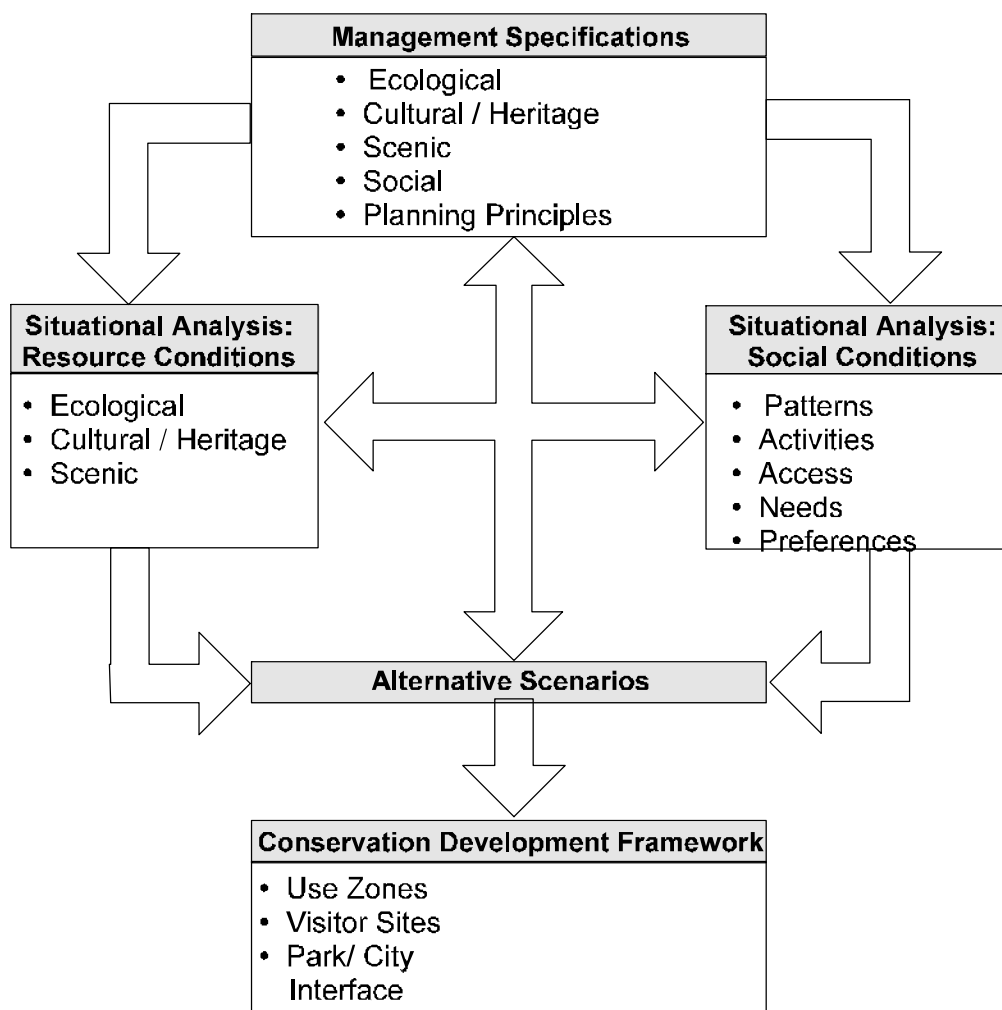 Management Specifications
• Ecological
• Cultural / Heritage
• Scenic
• Social
• Planning Principles
Situational Analysis:
Resource Conditions
• Ecological
• Cultural / Heritage
• Scenic
Situational Analysis:
Social Conditions
• Patterns
• Activities
• Access
• Needs
• Preferences
Alternative Scenarios
Conservation Development Framework
• Use Zones
• Visitor Sites
• Park/ City
Interface